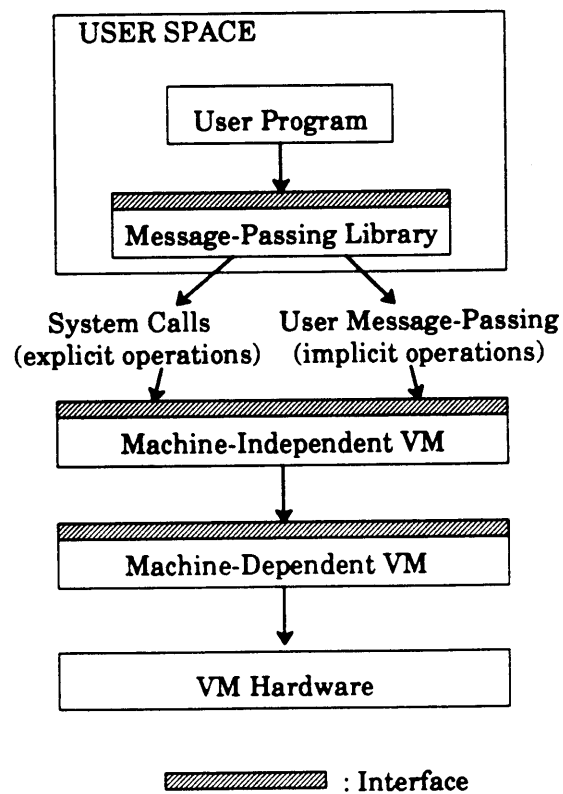 USER SPACE
User Program
Message-Passing Library
System Calls
(explicit operations)
User Message-Passing
(implicit operations)
Machine-Independent VM
Machine-Dependent VM
VM Hardware
: Interface